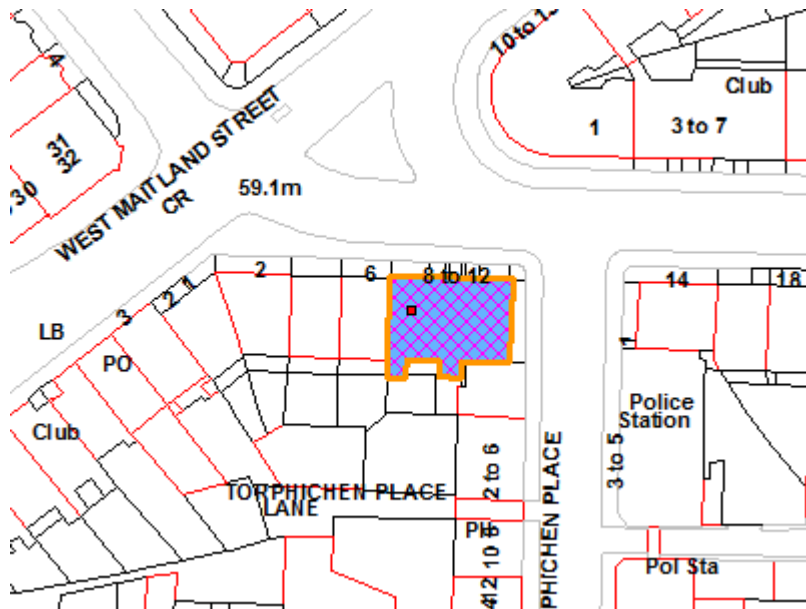 10 to 1
4
Club
1
3 to 7
31
32
30
WEST MAITLAND STREET
CR
59.1m
2
6
8 to 12
14
18
1
2
3
LB
PO
1
Club
Police
Station
3 to 5
2 to 6
TORPHICHEN PLACE
LANE
PHICHEN PLACE
PH
8
10
12
4
Pol Sta